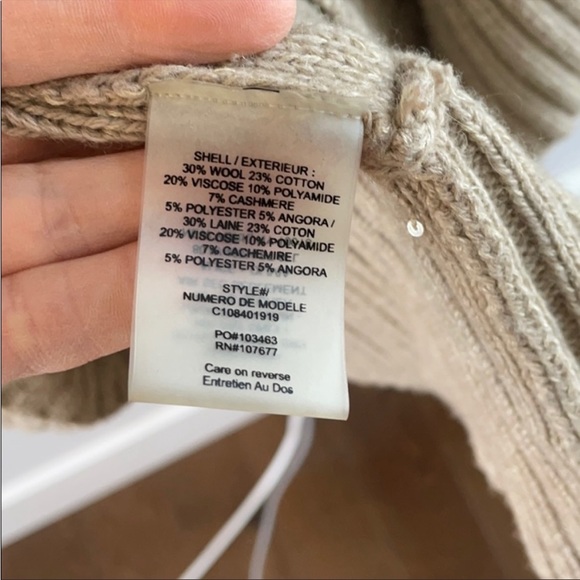 SHELL / EXTERIEUR :
30% WOOL 23% COTTON
20% VISCOSE 10% POLYAMIDE
7% CASHMERE
5% POLYESTER 5% ANGORA /
30% LAINE 23% COTON
20% VISCOSE 10% POLYAMIDE
7% CACHEMIRE
5% POLYESTER 5% ANGORA
STYLE#/
NUMERO DE MODELE
C108401919
PO#103463
RN#107677
Care on reverse
Entretien Au Dos